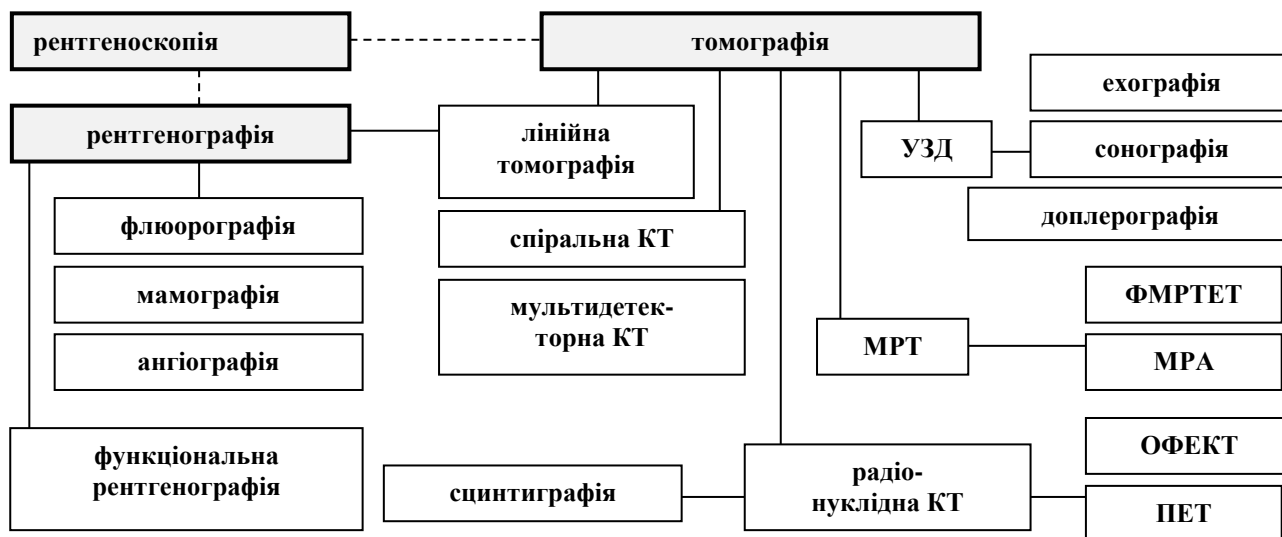 рентгеноскопія
томографія
ехографія
рентгенографія
лінійна
томографія
УЗД
сонографія
флюорографія
спіральна КТ
доплерографія
мамографія
мультидетек-
торна КТ
ФМРТЕТ
ангіографія
МРТ
МРА
функціональна
рентгенографія
сцинтиграфія
радіо-
нуклідна КТ
ОФЕКТ
ПЕТ